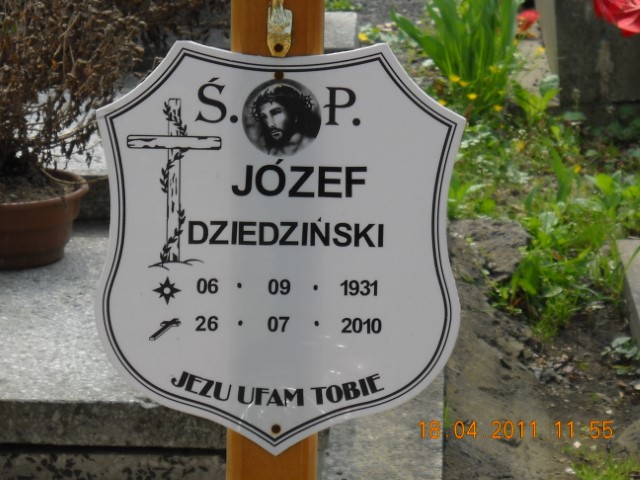 Ś. P.
JÓZEF
DZIEDZIŃSKI
06 • 09 • 1931
26 • 07 • 2010
JEZU UFAM TOBIE
18 04 2011 11 55